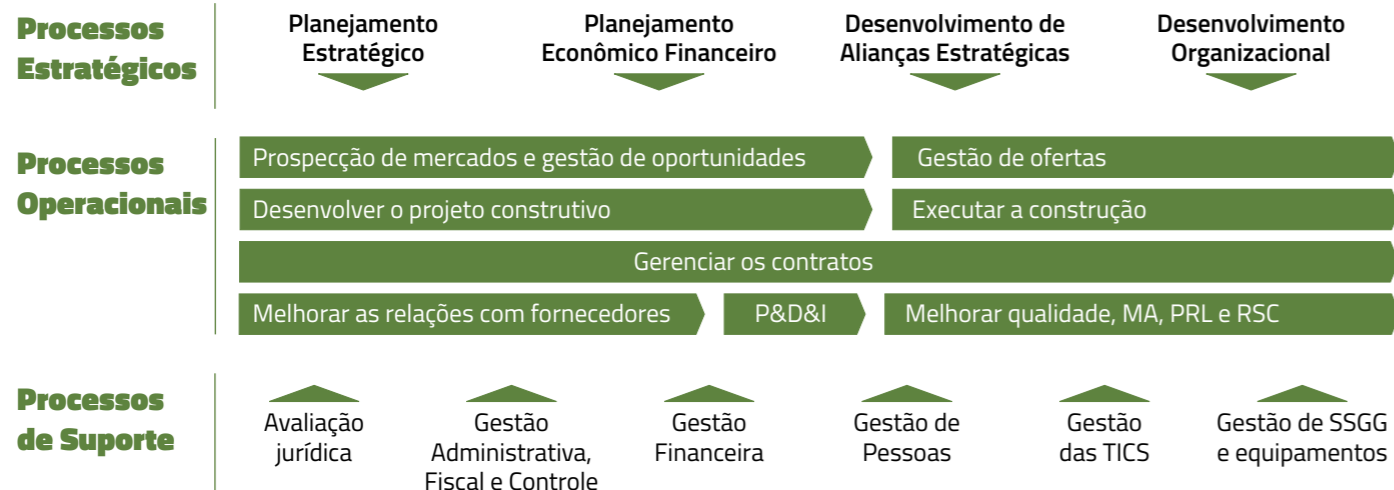 Processos
Estratégicos
Planejamento
Estratégico
Planejamento
Econômico Financeiro
Desenvolvimento de
Alianças Estratégicas
Desenvolvimento
Organizacional
Processos
Operacionais
Prospecção de mercados e gestão de oportunidades
Gestão de ofertas
Desenvolver o projeto construtivo
Executar a construção
Gerenciar os contratos
Melhorar as relações com fornecedores
P&D&I
Melhorar qualidade, MA, PRL e RSC
Processos
de Suporte
Avaliação
jurídica
Gestão
Administrativa,
Fiscal e Controle
Gestão
Financeira
Gestão de
Pessoas
Gestão
das TICS
Gestão de SSGG
e equipamentos